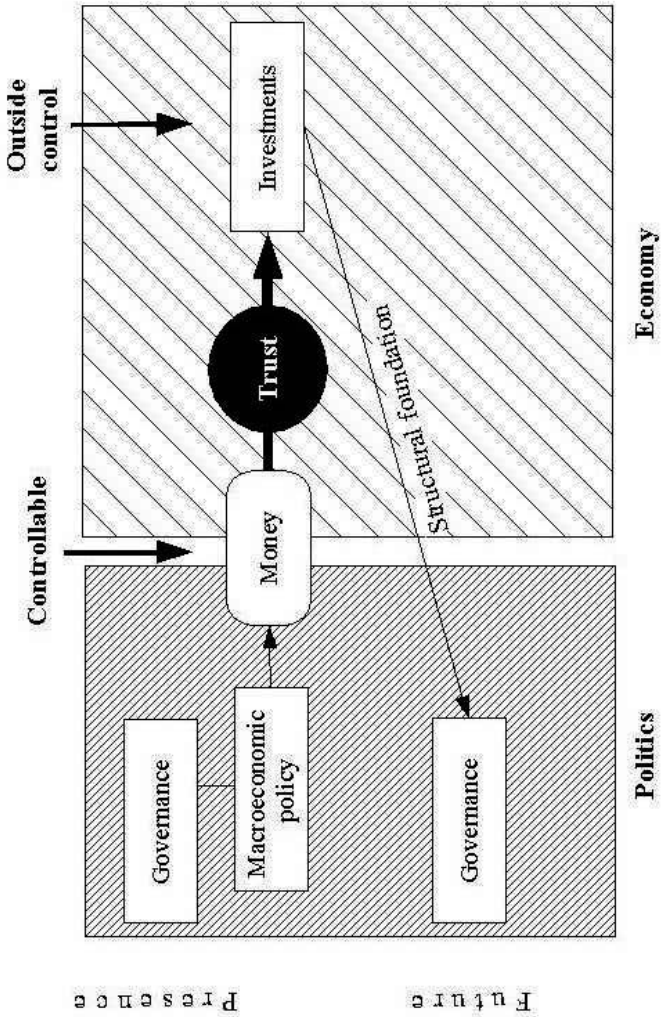 Controllable
Outside
control
Presence
Governance
Macroeconomic
policy
Money
Trust
Investments
Structural foundation
Future
Governance
Politics
Economy